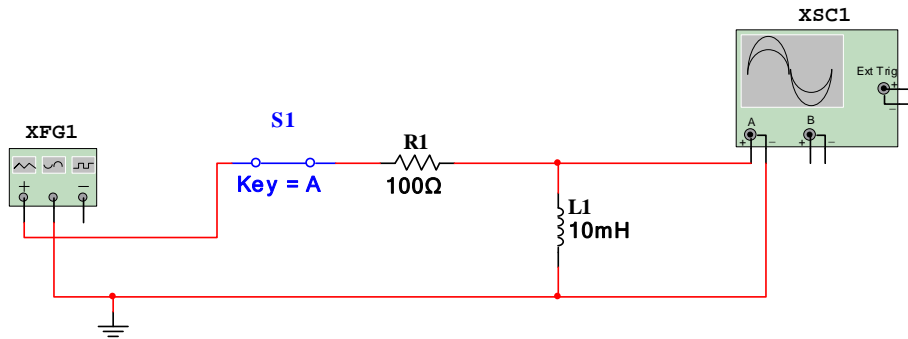 XSC1
Ext Trig
+
−
A
B
+ − + −
XFG1
+ −
S1
Key = A
R1
100Ω
L1
10mH